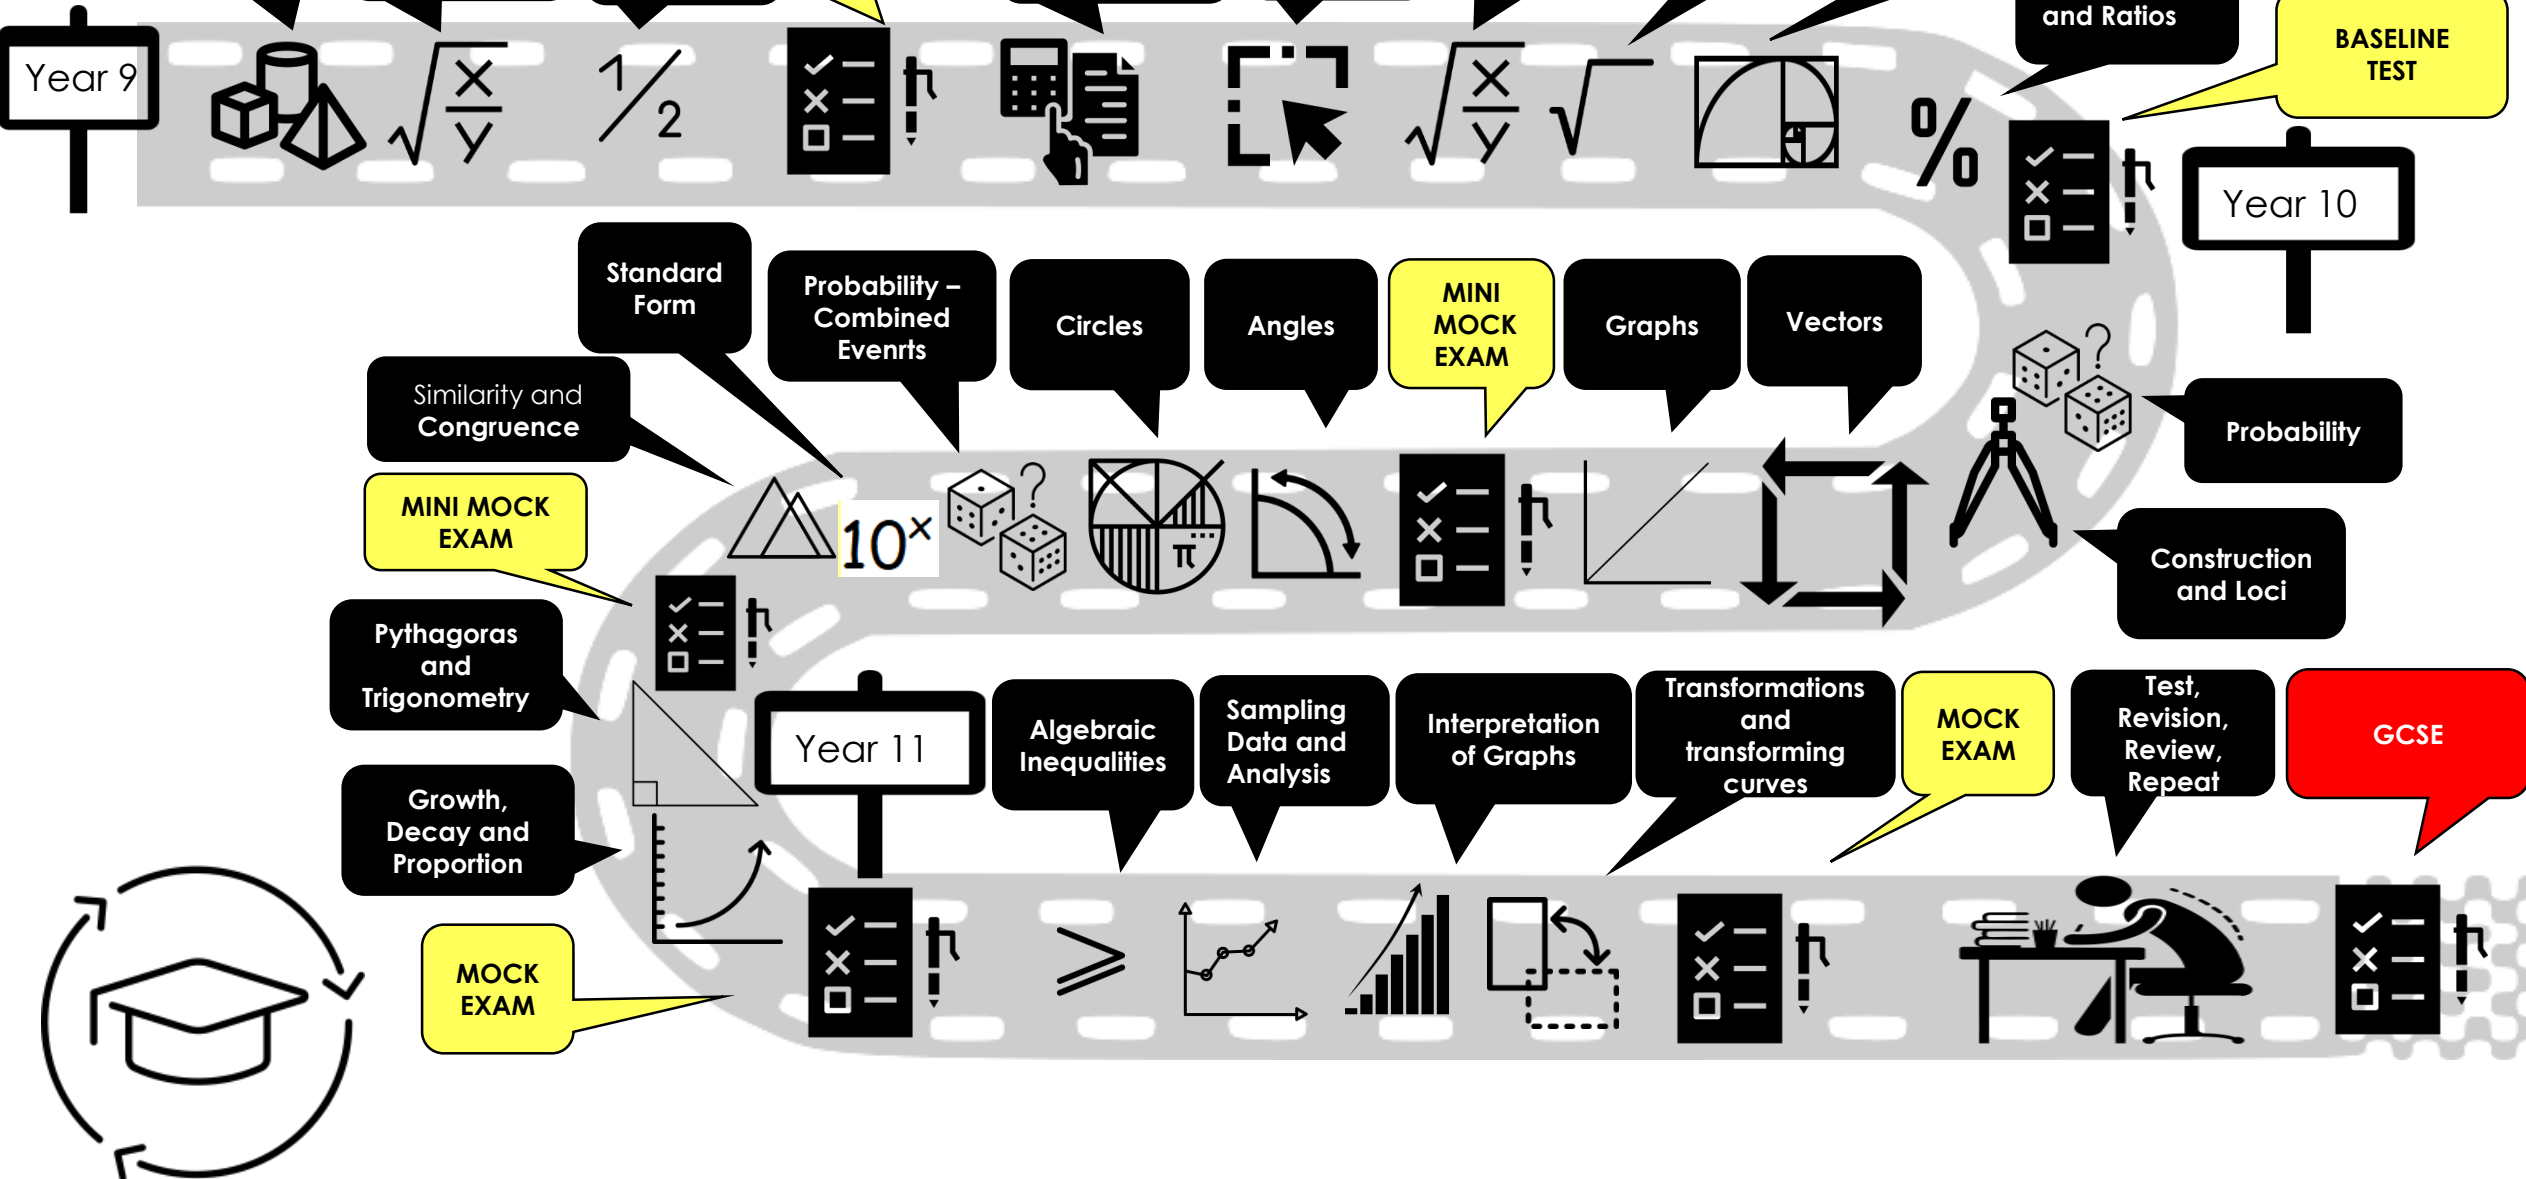 and Ratios
BASELINE
TEST
Year 9
X
Y
1
2
X
Y
%
Year 10
Standard
Form
Probability –
Combined
Evenrts
Circles
Angles
MINI
MOCK
EXAM
Graphs
Vectors
Similarity and
Congruence
Probability
MINI MOCK
EXAM
10ˣ
π
Construction
and Loci
Pythagoras
and
Trigonometry
Year 11
Algebraic
Inequalities
Sampling
Data and
Analysis
Interpretation
of Graphs
Transformations
and
transforming
curves
MOCK
EXAM
Test,
Revision,
Review,
Repeat
GCSE
Growth,
Decay and
Proportion
MOCK
EXAM